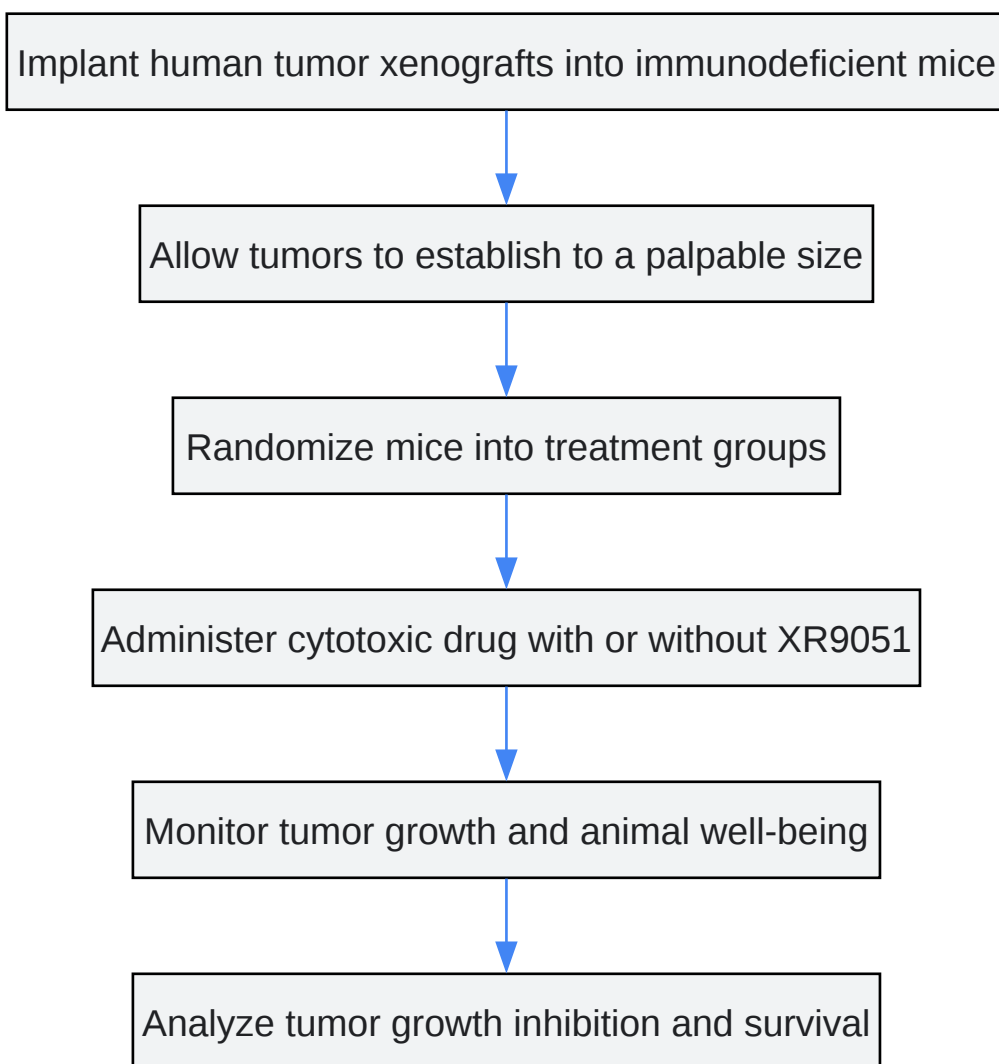 Implant human tumor xenografts into immunodeficient mice
Allow tumors to establish to a palpable size
Randomize mice into treatment groups
Administer cytotoxic drug with or without XR9051
Monitor tumor growth and animal well-being
Analyze tumor growth inhibition and survival